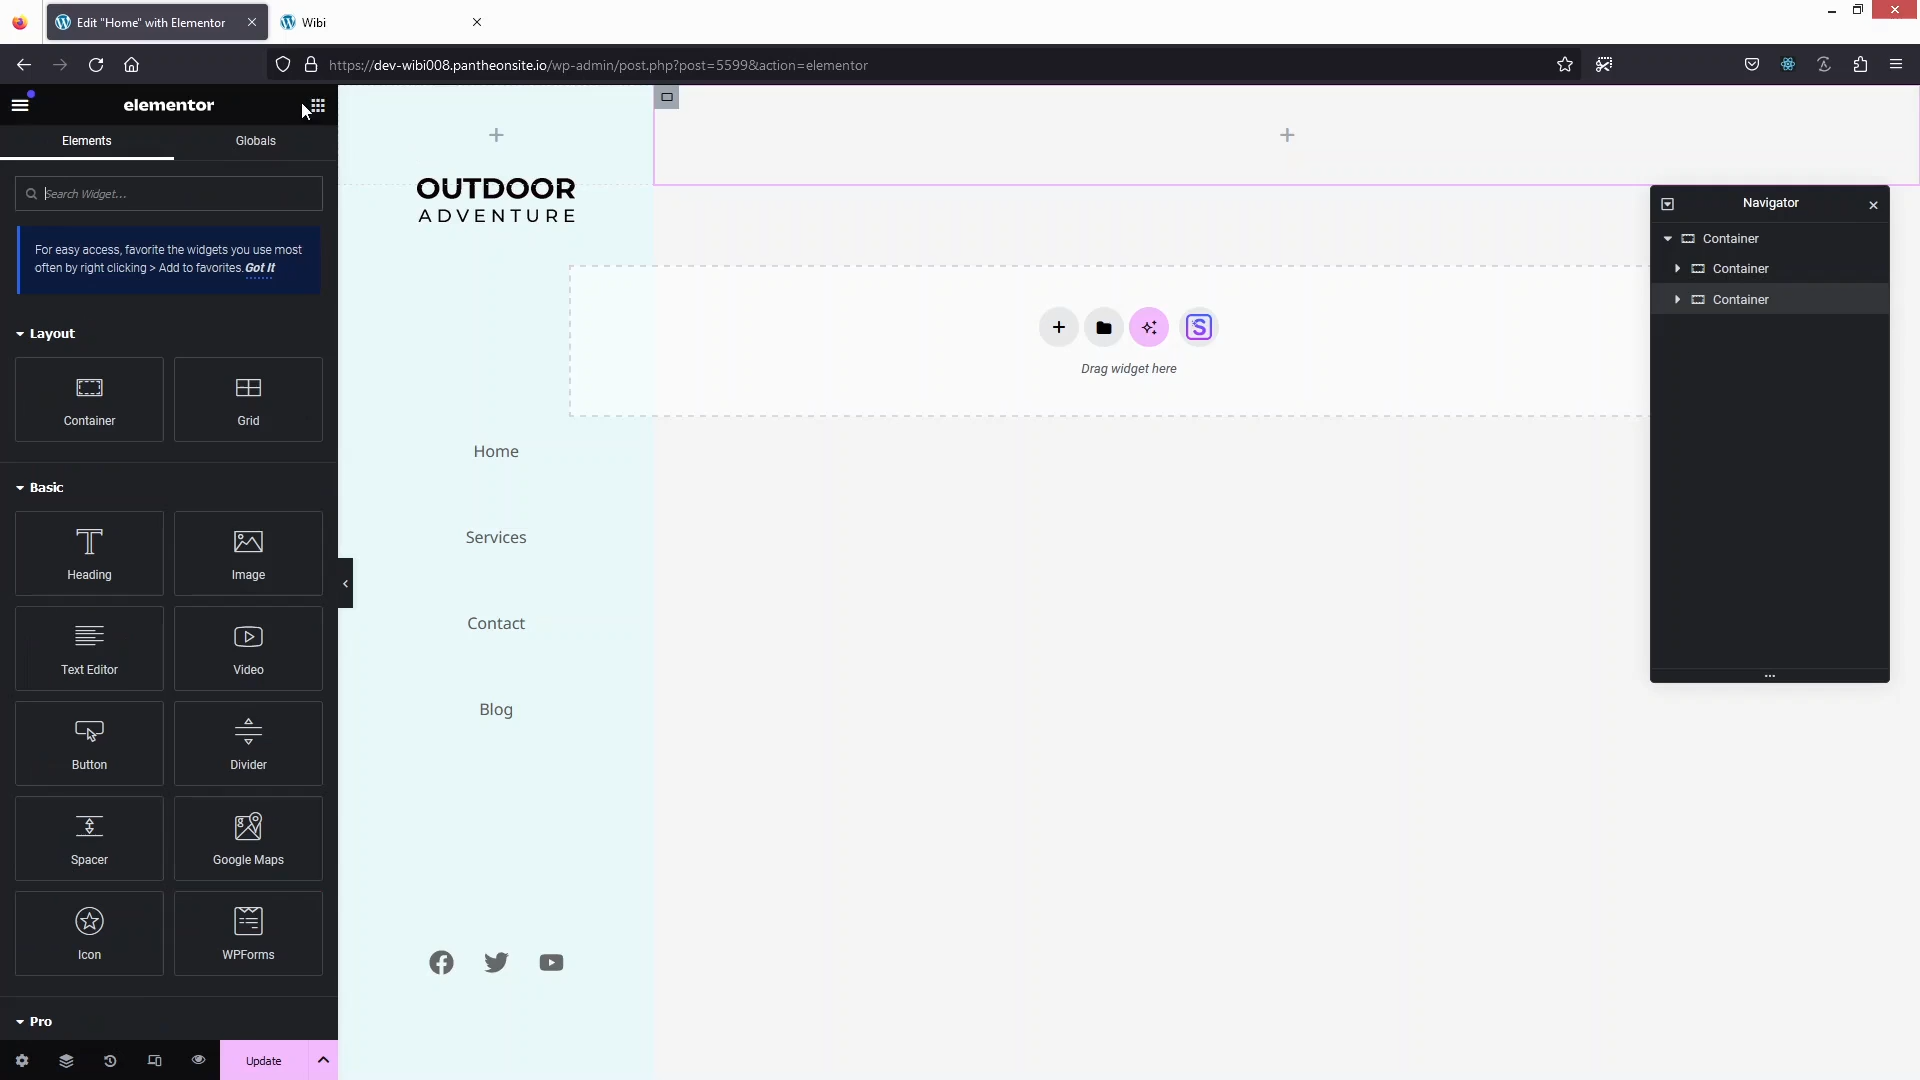 Edit "Home" with Elementor
Wibi
https://dev-wibi008.pantheonsite.io/wp-admin/post.php?post=5599&action=elementor
elementor
Elements
Globals
Search Widget...
For easy access, favorite the widgets you use most
often by right clicking > Add to favorites. Got It
Layout
Container
Grid
Basic
Heading
Image
Text Editor
Video
Button
Divider
Spacer
Google Maps
Icon
WPForms
Pro
Update
OUTDOOR
ADVENTURE
Home
Services
Contact
Blog
S
Drag widget here
Navigator
Container
Container
Container